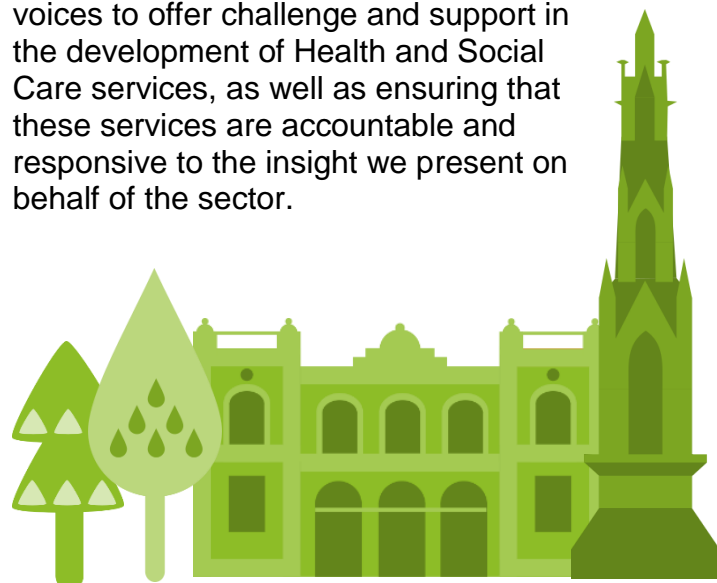 voices to offer challenge and support in
the development of Health and Social
Care services, as well as ensuring that
these services are accountable and
responsive to the insight we present on
behalf of the sector.